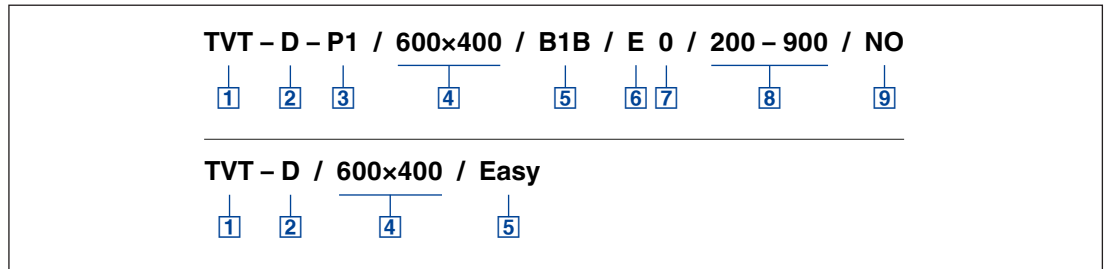 TVT – D – P1 / 600×400 / B1B / E 0 / 200 – 900 / NO
1 2 3 4 5 6 7 8 9
TVT – D / 600×400 / Easy
1 2 4 5